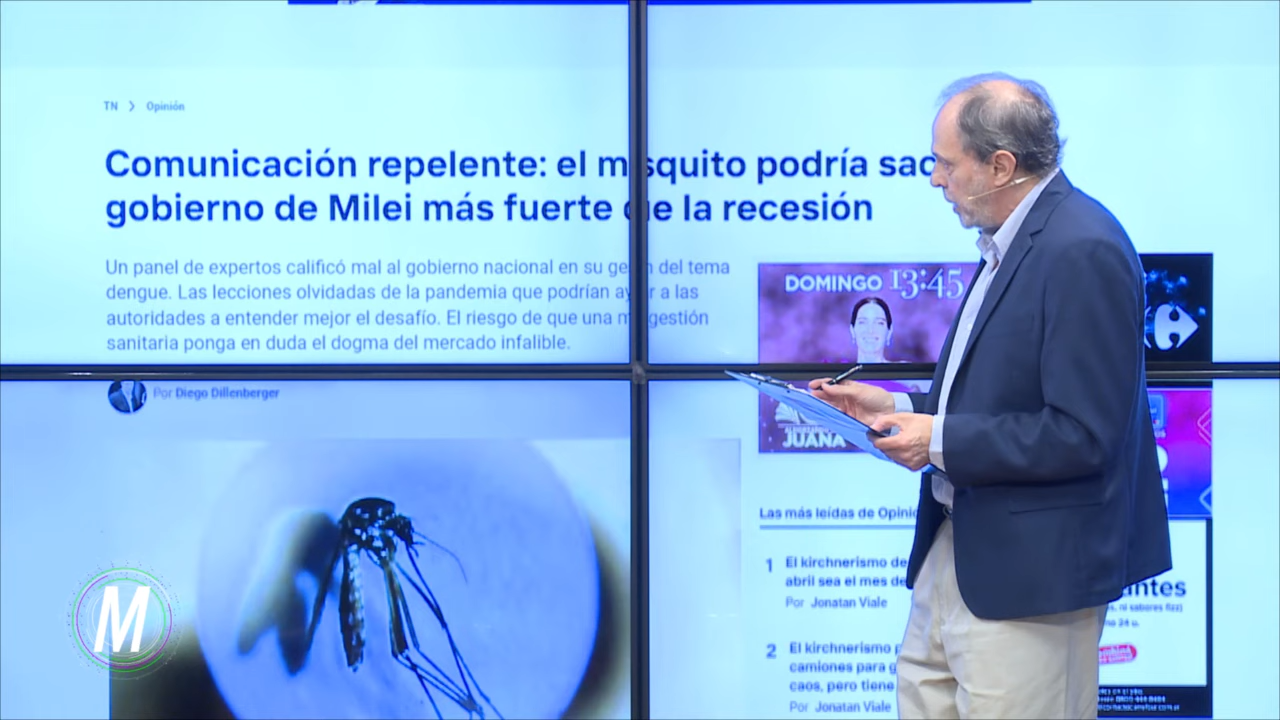 TN > Opinión
Comunicación repelente: el m squito podría sac
gobierno de Milei más fuerte de la recesión
Un panel de expertos calificó mal al gobierno nacional en su ge n del tema
dengue. Las lecciones olvidadas de la pandemia que podrían ay r a las
autoridades a entender mejor el desafío. El riesgo de que una m gestión
sanitaria ponga en duda el dogma del mercado infalible.
Por Diego Dillenberger
DOMINGO 13:45
JUANA
Las más leídas de Opinió
1 El kirchnerismo de
abril sea el mes de
Por Jonatan Viale
2 El kirchnerismo p
camiones para g
caos, pero tiene
Por Jonatan Viale
antes
, ni sabores fizz)
24 u.
M